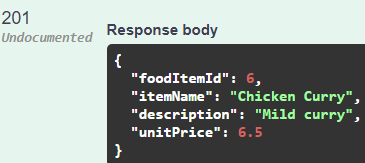 201
Undocumented
Response body
{
  "foodItemId": 6,
  "itemName": "Chicken Curry",
  "description": "Mild curry",
  "unitPrice": 6.5
}